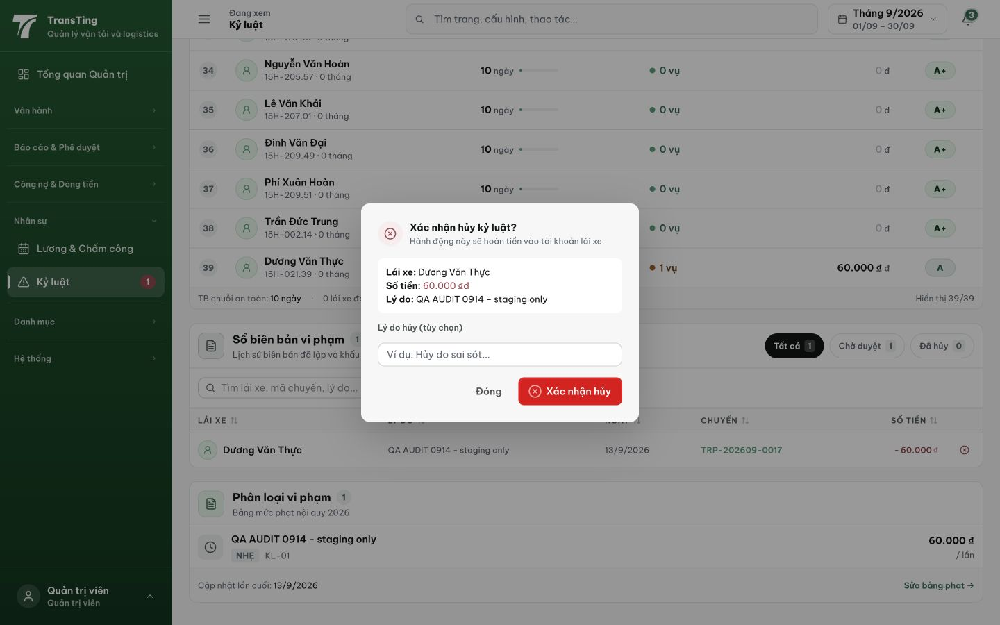 TransTing
Quản lý vận tải và logistics
Tổng quan Quản trị
Vận hành
Báo cáo & Phê duyệt
Công nợ & Dòng tiền
Nhân sự
Lương & Chấm công
Kỷ luật 1
Danh mục
Hệ thống
Quản trị viên
Quản trị viên
Đang xem
Kỷ luật
Tìm trang, cấu hình, thao tác...
Tháng 9/2026
01/09 – 30/09
3
34 Nguyễn Văn Hoàn 10 ngày 0 vụ 0 đ A+
15H-205.57 · 0 tháng
35 Lê Văn Khải 10 ngày 0 vụ 0 đ A+
15H-207.01 · 0 tháng
36 Đinh Văn Đại 10 ngày 0 vụ 0 đ A+
15H-209.49 · 0 tháng
37 Phí Xuân Hoàn 10 ngày 0 vụ 0 đ A+
15H-209.51 · 0 tháng
38 Trần Đức Trung 0 vụ 0 đ A+
15H-002.14 · 0 tháng
39 Dương Văn Thực 1 vụ 60.000 ₫ đ A
15H-021.39 · 0 tháng
TB chuỗi an toàn: 10 ngày · 0 lái xe Hiển thị 39/39
Xác nhận hủy kỷ luật?
Hành động này sẽ hoàn tiền vào tài khoản lái xe
Lái xe: Dương Văn Thực
Số tiền: 60.000 ₫đ
Lý do: QA AUDIT 0914 - staging only
Lý do hủy (tùy chọn)
Ví dụ: Hủy do sai sót...
Đóng Xác nhận hủy
Sổ biên bản vi phạm 1
Lịch sử biên bản đã lập và khấu
Tất cả 1 Chờ duyệt 1 Đã hủy 0
Tìm lái xe, mã chuyến, lý do...
LÁI XE CHUYẾN SỐ TIỀN
Dương Văn Thực QA AUDIT 0914 - staging only 13/9/2026 TRP-202609-0017 - 60.000 ₫
Phân loại vi phạm 1
Bảng mức phạt nội quy 2026
QA AUDIT 0914 - staging only 60.000 ₫
NHẸ KL-01 / lần
Cập nhật lần cuối: 13/9/2026 Sửa bảng phạt →